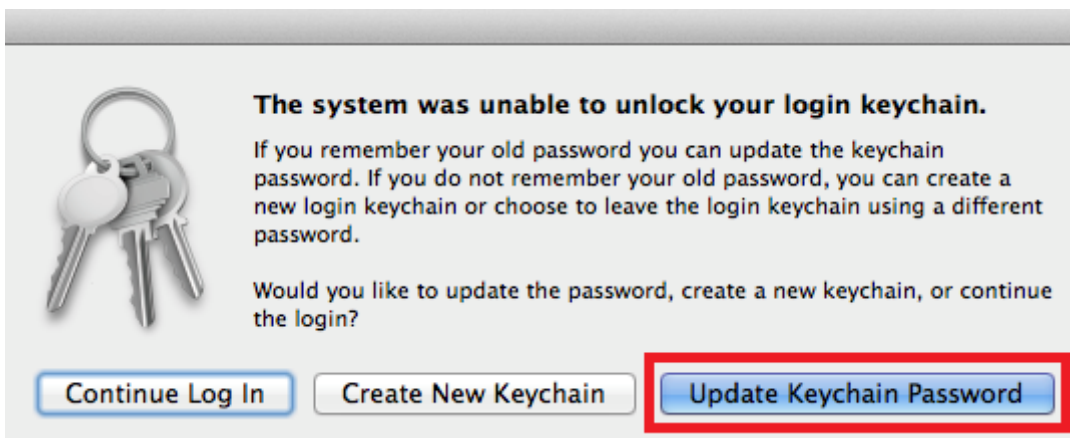 The system was unable to unlock your login keychain.
If you remember your old password you can update the keychain
password. If you do not remember your old password, you can create a
new login keychain or choose to leave the login keychain using a different
password.
Would you like to update the password, create a new keychain, or continue
the login?
Continue Log In
Create New Keychain
Update Keychain Password